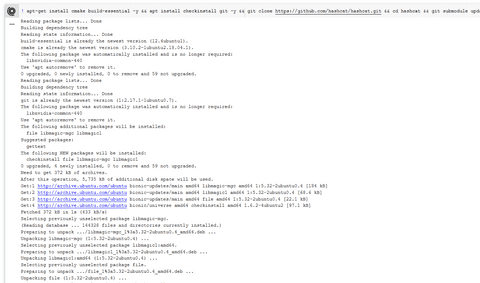 ! apt-get install cmake build-essential -y && apt install checkinstall git -y && git clone https://github.com/hashcat/hashcat.git && cd hashcat && git submodule upd
Reading package lists... Done
Building dependency tree
Reading state information... Done
build-essential is already the newest version (12.4ubuntu1).
cmake is already the newest version (3.10.2-1ubuntu2.18.04.1).
The following package was automatically installed and is no longer required:
libnvidia-common-440
Use 'apt autoremove' to remove it.
0 upgraded, 0 newly installed, 0 to remove and 59 not upgraded.
Reading package lists... Done
Building dependency tree
Reading state information... Done
git is already the newest version (1:2.17.1-1ubuntu0.7).
The following package was automatically installed and is no longer required:
libnvidia-common-440
Use 'apt autoremove' to remove it.
The following additional packages will be installed:
file libmagic-mgc libmagic1
Suggested packages:
gettext
The following NEW packages will be installed:
checkinstall file libmagic-mgc libmagic1
0 upgraded, 4 newly installed, 0 to remove and 59 not upgraded.
Need to get 372 kB of archives.
After this operation, 5,735 kB of additional disk space will be used.
Get:1 http://archive.ubuntu.com/ubuntu bionic-updates/main amd64 libmagic-mgc amd64 1:5.32-2ubuntu0.4 [184 kB]
Get:2 http://archive.ubuntu.com/ubuntu bionic-updates/main amd64 libmagic1 amd64 1:5.32-2ubuntu0.4 [68.6 kB]
Get:3 http://archive.ubuntu.com/ubuntu bionic-updates/main amd64 file amd64 1:5.32-2ubuntu0.4 [22.1 kB]
Get:4 http://archive.ubuntu.com/ubuntu bionic/universe amd64 checkinstall amd64 1.6.2-4ubuntu2 [97.1 kB]
Fetched 372 kB in 1s (433 kB/s)
Selecting previously unselected package libmagic-mgc.
(Reading database ... 144328 files and directories currently installed.)
Preparing to unpack .../libmagic-mgc_1%3a5.32-2ubuntu0.4_amd64.deb ...
Unpacking libmagic-mgc (1:5.32-2ubuntu0.4) ...
Selecting previously unselected package libmagic1:amd64.
Preparing to unpack .../libmagic1_1%3a5.32-2ubuntu0.4_amd64.deb ...
Unpacking libmagic1:amd64 (1:5.32-2ubuntu0.4) ...
Selecting previously unselected package file.
Preparing to unpack .../file_1%3a5.32-2ubuntu0.4_amd64.deb ...
Unpacking file (1:5.32-2ubuntu0.4) ...